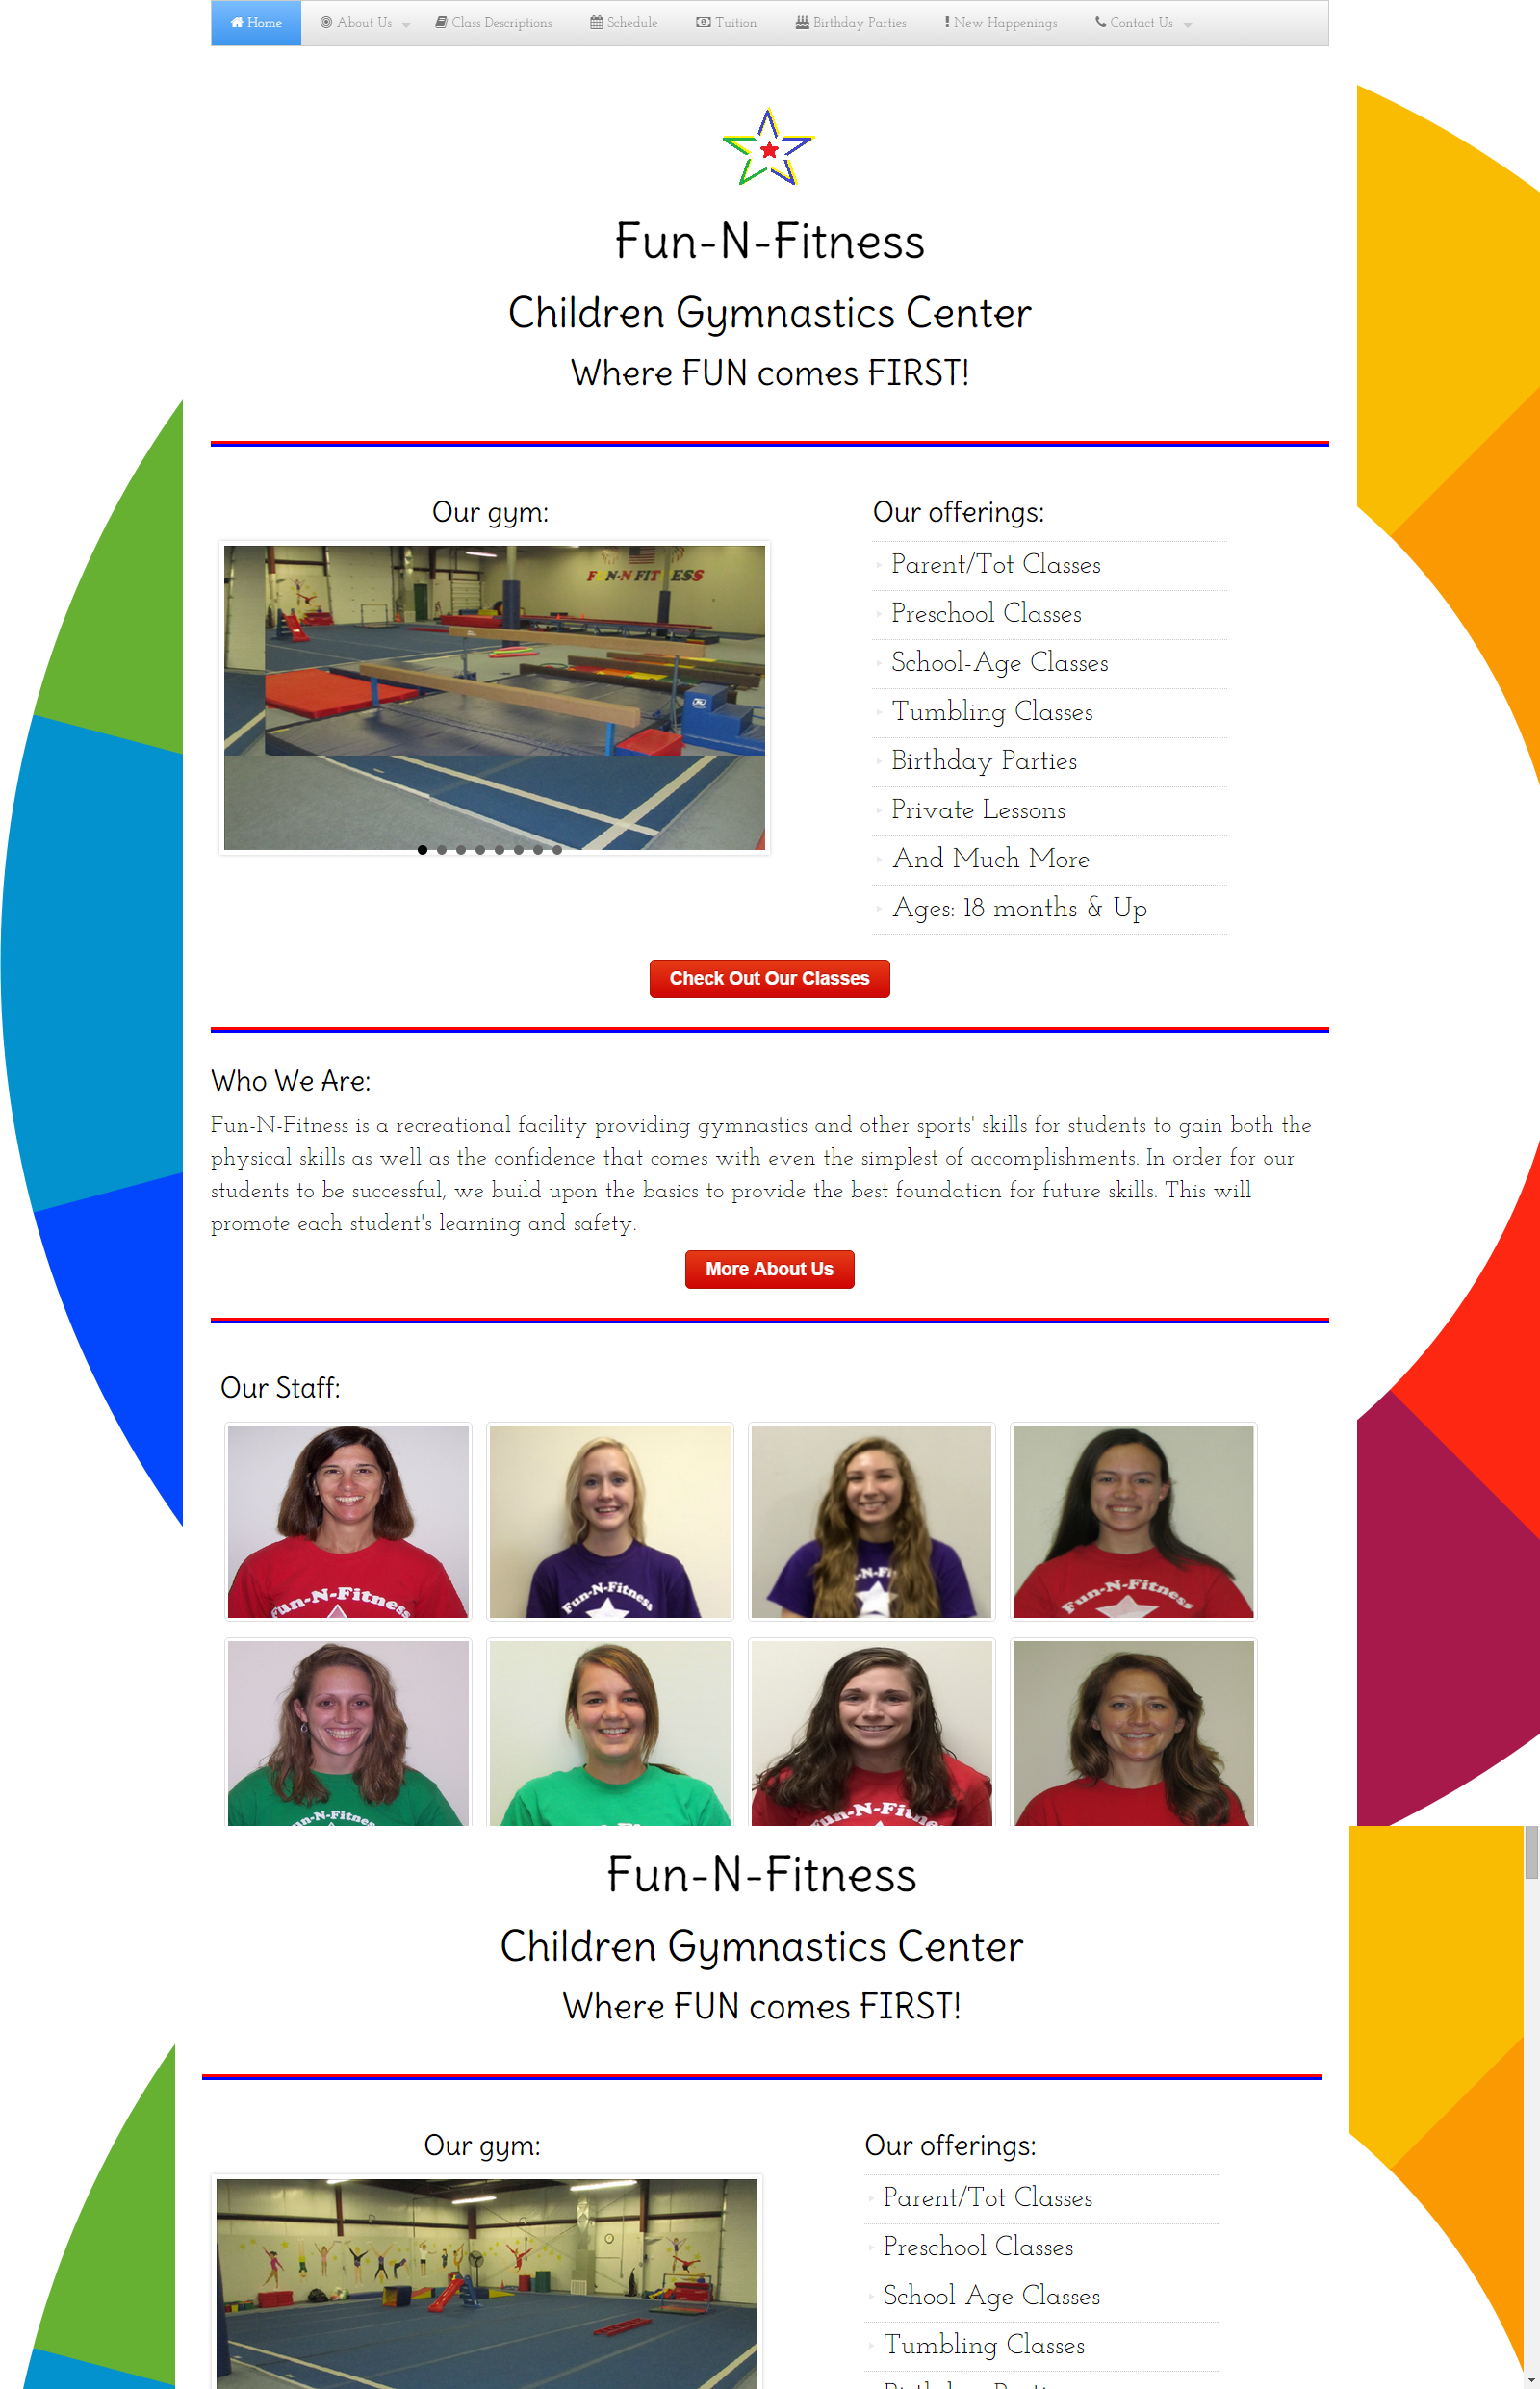 Home About Us Class Descriptions Schedule Tuition Birthday Parties New Happenings Contact Us
Fun-N-Fitness
Children Gymnastics Center
Where FUN comes FIRST!
Our gym:
Our offerings:
Parent/Tot Classes
Preschool Classes
School-Age Classes
Tumbling Classes
Birthday Parties
Private Lessons
And Much More
Ages: 18 months & Up
Check Out Our Classes
Who We Are:
Fun-N-Fitness is a recreational facility providing gymnastics and other sports' skills for students to gain both the
physical skills as well as the confidence that comes with even the simplest of accomplishments. In order for our
students to be successful, we build upon the basics to provide the best foundation for future skills. This will
promote each student's learning and safety.
More About Us
Our Staff:
Fun-N-Fitness
Fun-N-Fitness
Fun-N-Fitness
Fun-N-Fitness
Children Gymnastics Center
Where FUN comes FIRST!
Our gym:
Our offerings:
Parent/Tot Classes
Preschool Classes
School-Age Classes
Tumbling Classes